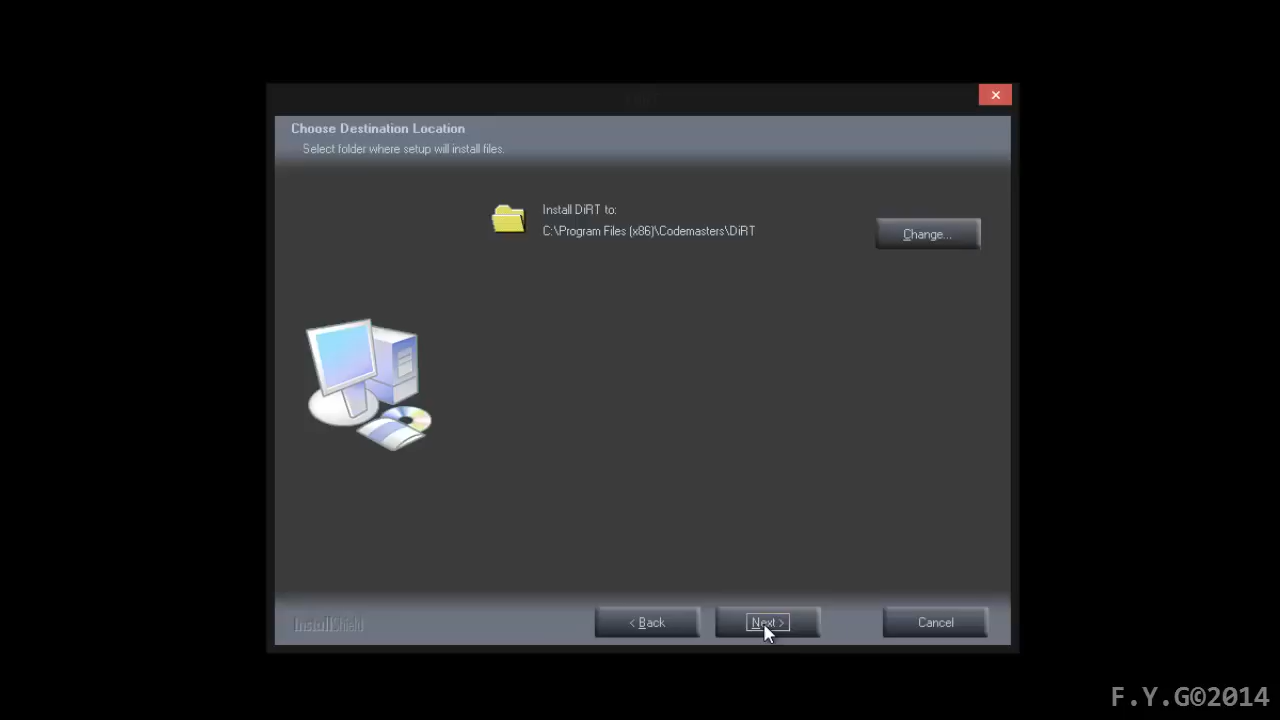 Choose Destination Location
Select folder where setup will install files.
Install DiRT to:
C:\Program Files (x86)\Codemasters\DiRT
Change...
InstallShield
< Back
Next >
Cancel
F.Y.G©2014